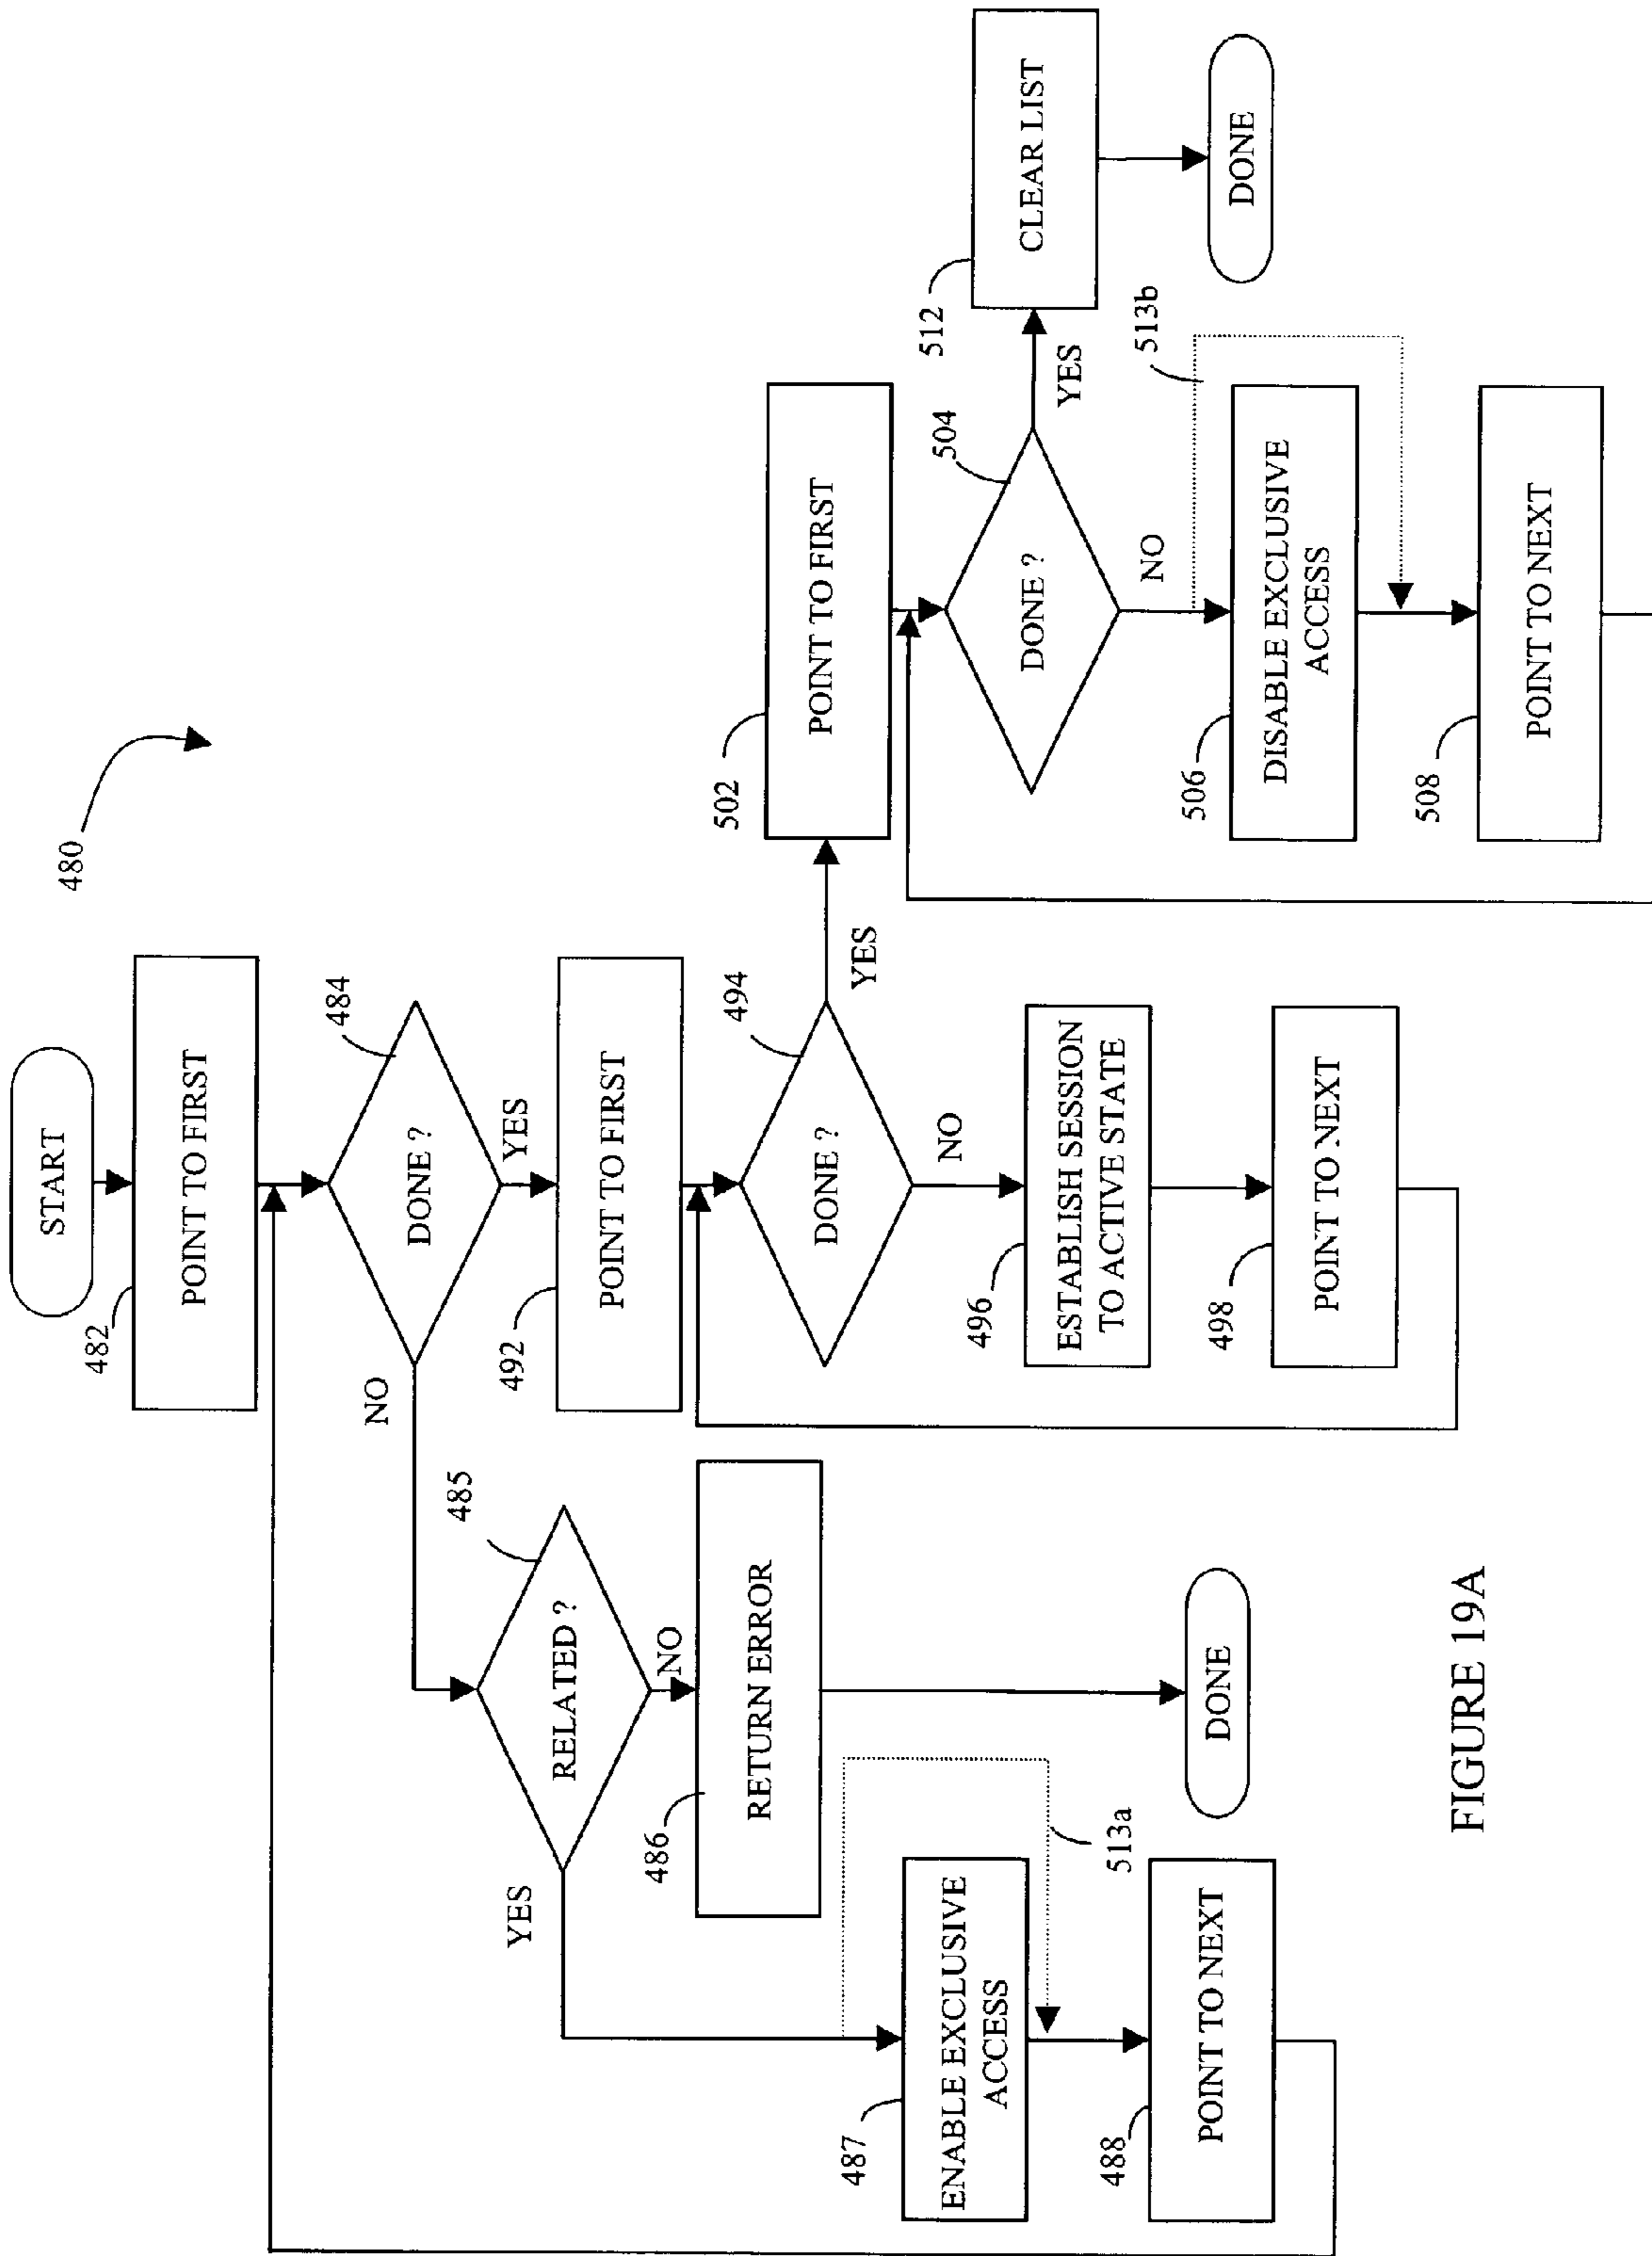 480
START
482
POINT TO FIRST
484
DONE ?
NO
YES
485
RELATED ?
YES
NO
486
RETURN ERROR
DONE
487
ENABLE EXCLUSIVE
ACCESS
513a
488
POINT TO NEXT
492
POINT TO FIRST
494
DONE ?
YES
NO
496
ESTABLISH SESSION
TO ACTIVE STATE
498
POINT TO NEXT
502
POINT TO FIRST
504
DONE ?
YES
NO
512
CLEAR LIST
DONE
513b
506
DISABLE EXCLUSIVE
ACCESS
508
POINT TO NEXT
FIGURE 19A